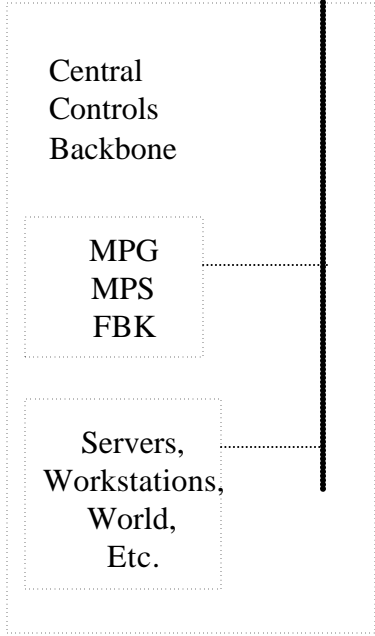 Central
Controls
Backbone
MPG
MPS
FBK
Servers,
Workstations,
World,
Etc.